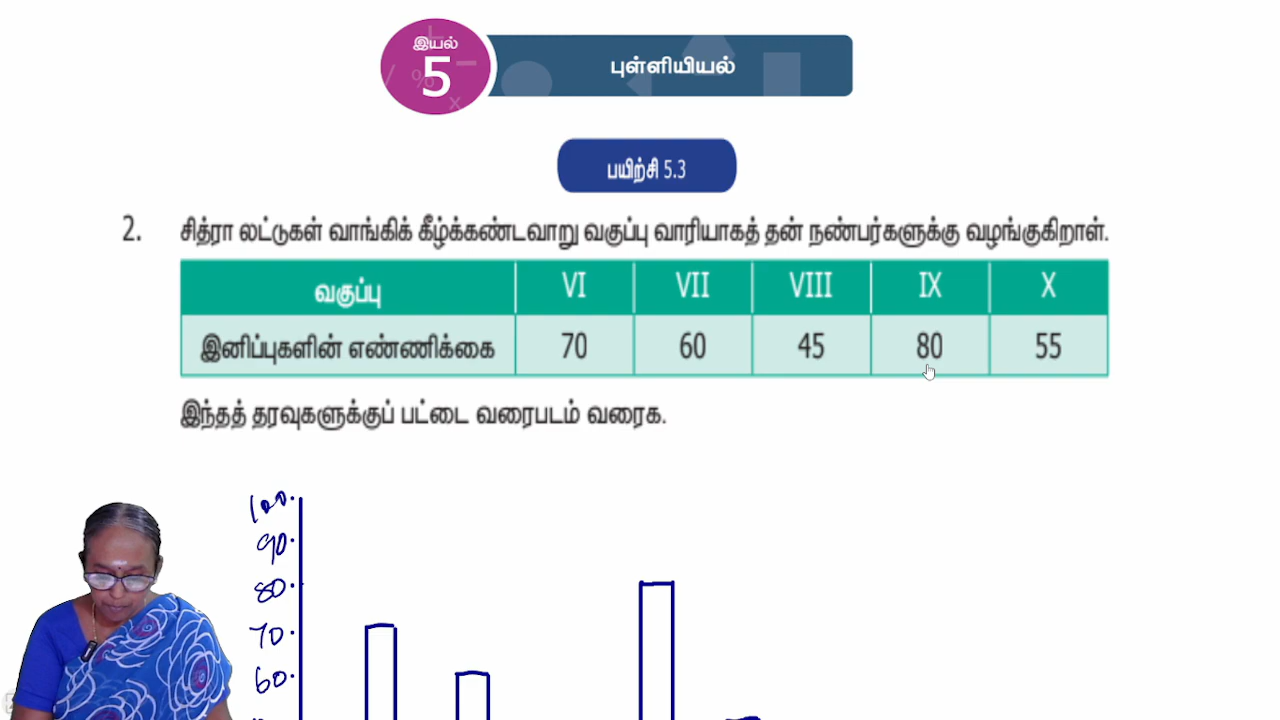 இயல்
5
புள்ளியியல்
பயிற்சி 5.3
2. சித்ரா லட்டுகள் வாங்கிக் கீழ்க்கண்டவாறு வகுப்பு வாரியாகத் தன் நண்பர்களுக்கு வழங்குகிறாள்.
வகுப்பு VI VII VIII IX X
இனிப்புகளின் எண்ணிக்கை 70 60 45 80 55
இந்தத் தரவுகளுக்குப் பட்டை வரைபடம் வரைக.
100
90
80
70
60